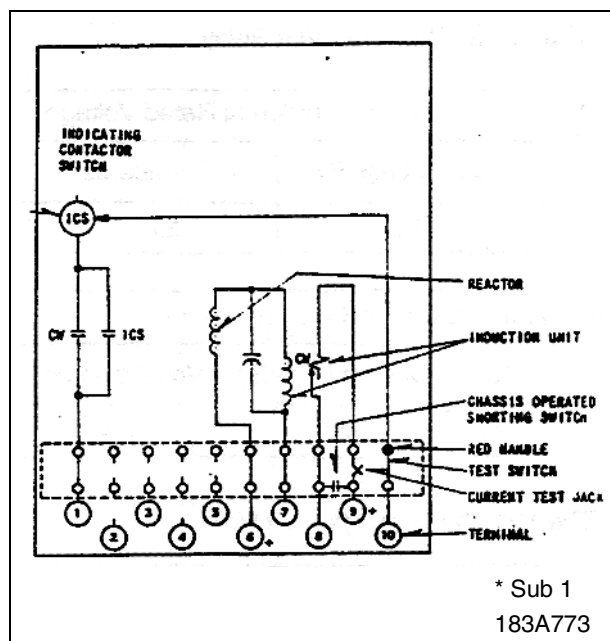 INDICATING
CONTACTOR
SWITCH
ICS
CW
ICS
CW
REACTOR
INDUCTION UNIT
CHASSIS OPERATED
SHORTING SWITCH
RED HANDLE
TEST SWITCH
CURRENT TEST JACK
TERMINAL
1
3
5
7
9
+
2
4
6
+
8
10
* Sub 1
183A773